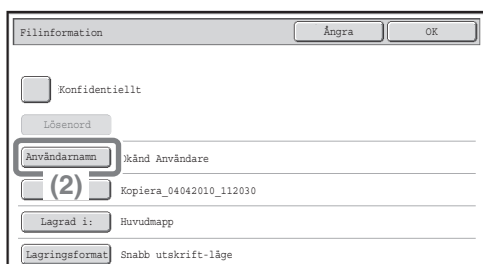 Filinformation Ångra OK
Konfidentiellt
Lösenord
Användarnamn Okänd Användare
(2) Kopiera_04042010_112030
Lagrad i: Huvudmapp
Lagringsformat Snabb utskrift-läge